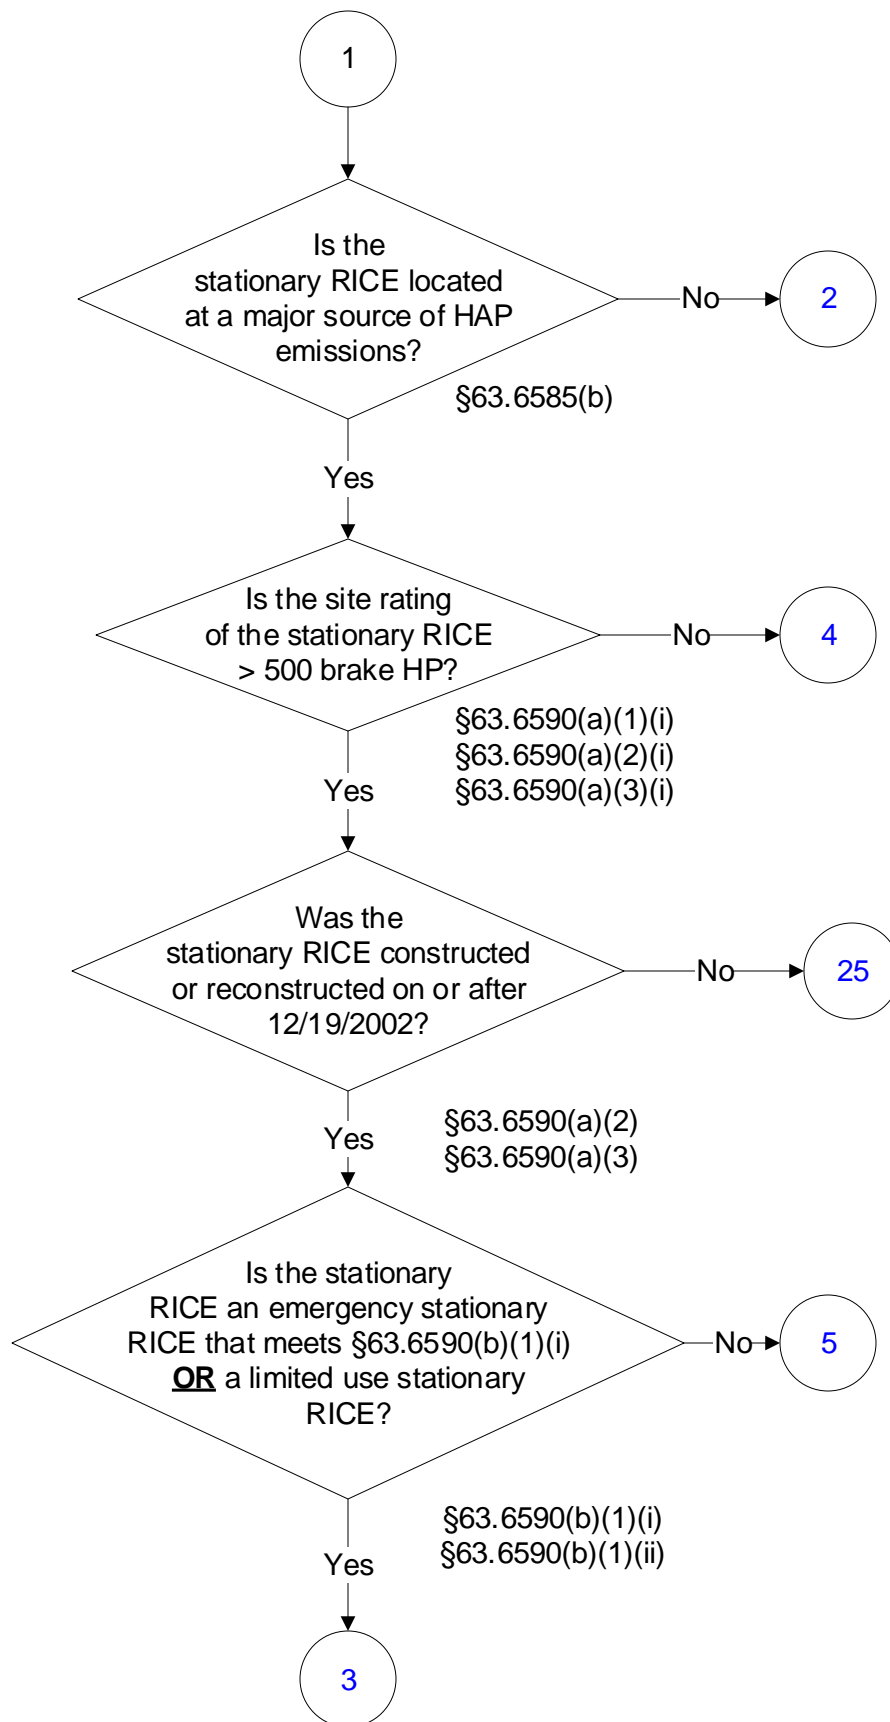 1
Is the
stationary RICE located
at a major source of HAP
emissions?
No
2
§63.6585(b)
Yes
Is the site rating
of the stationary RICE
> 500 brake HP?
No
4
§63.6590(a)(1)(i)
§63.6590(a)(2)(i)
§63.6590(a)(3)(i)
Yes
Was the
stationary RICE constructed
or reconstructed on or after
12/19/2002?
No
25
§63.6590(a)(2)
§63.6590(a)(3)
Yes
Is the stationary
RICE an emergency stationary
RICE that meets §63.6590(b)(1)(i)
OR a limited use stationary
RICE?
No
5
§63.6590(b)(1)(i)
§63.6590(b)(1)(ii)
Yes
3